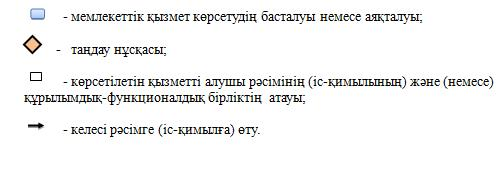 - мемлекеттік қызмет көрсетудің басталуы немесе аяқталуы;
- таңдау нұсқасы;
- көрсетілетін қызметті алушы рәсімінің (іс-қимылының) және (немесе)
құрылымдық-функционалдық бірліктің атауы;
- келесі рәсімге (іс-қимылға) өту.